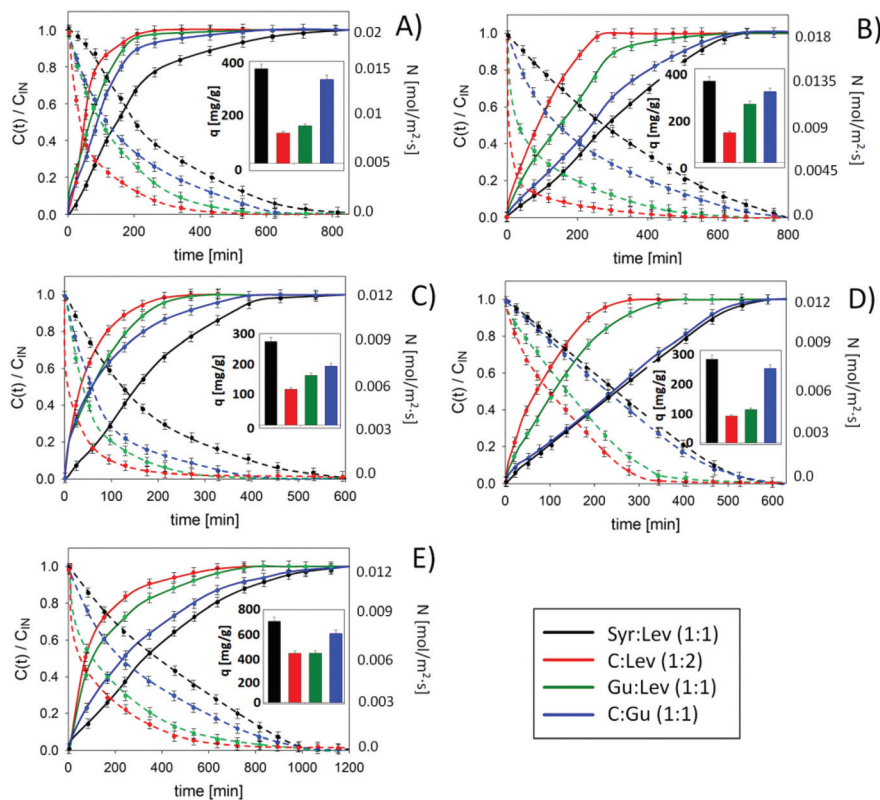 A)
C(t) / C_IN
1.0
0.8
0.6
0.4
0.2
0.0
0 200 400 600 800
time [min]
0.02
0.015
0.01
0.005
0.0
N [mol/m²·s]
q [mg/g]
400
200
0
B)
C(t) / C_IN
1.0
0.8
0.6
0.4
0.2
0.0
0 200 400 600 800
time [min]
0.018
0.0135
0.009
0.0045
0.0
N [mol/m²·s]
q [mg/g]
400
200
0
C)
C(t) / C_IN
1.0
0.8
0.6
0.4
0.2
0.0
0 100 200 300 400 500 600
time [min]
0.012
0.009
0.006
0.003
0.0
N [mol/m²·s]
q [mg/g]
300
200
100
0
D)
C(t) / C_IN
1.0
0.8
0.6
0.4
0.2
0.0
0 100 200 300 400 500 600
time [min]
0.012
0.009
0.006
0.003
0.0
N [mol/m²·s]
q [mg/g]
300
200
100
0
E)
C(t) / C_IN
1.0
0.8
0.6
0.4
0.2
0.0
0 200 400 600 800 1000 1200
time [min]
0.012
0.009
0.006
0.003
0.0
N [mol/m²·s]
q [mg/g]
800
600
400
200
0
Syr:Lev (1:1)
C:Lev (1:2)
Gu:Lev (1:1)
C:Gu (1:1)